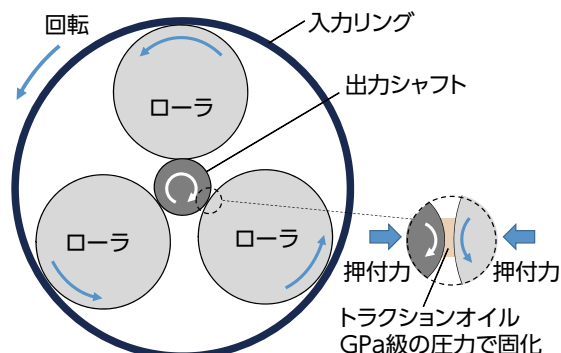 回転
入力リング
出力シャフト
ローラ
ローラ
ローラ
押付力
押付力
トラクションオイル
GPa級の圧力で固化